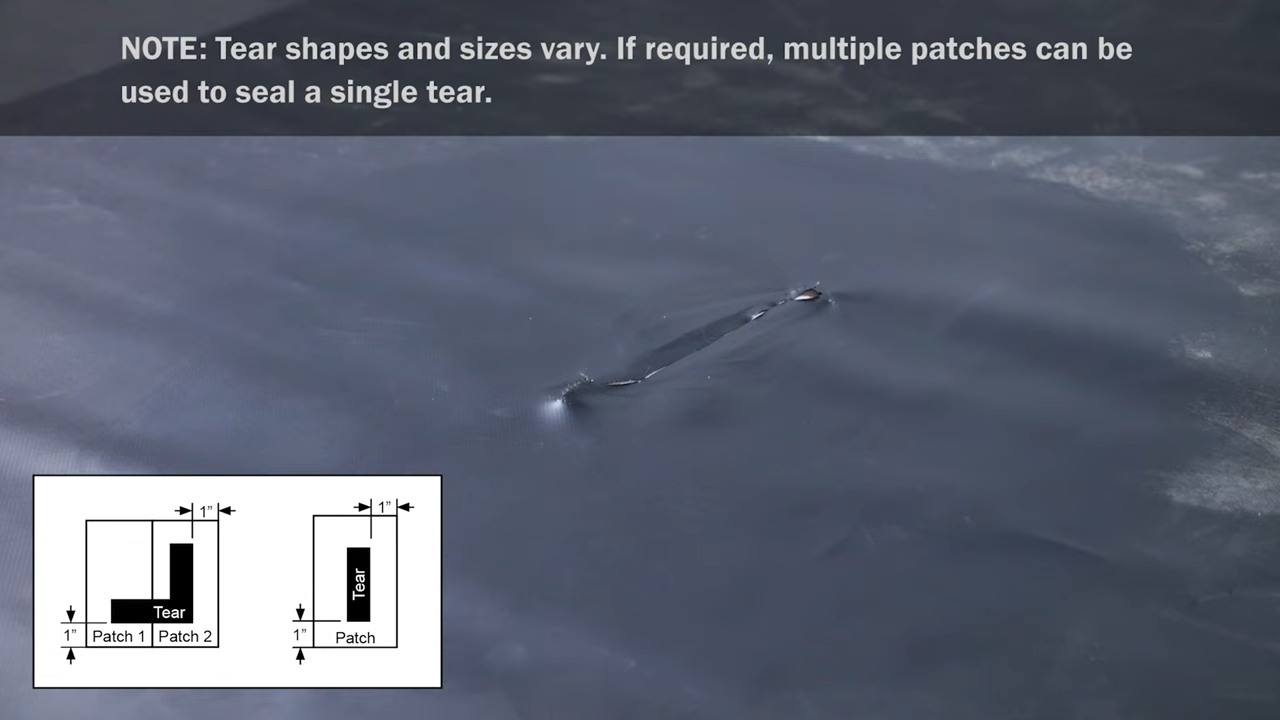 NOTE: Tear shapes and sizes vary. If required, multiple patches can be
used to seal a single tear.
1”
Tear
1”
Patch 1
Patch 2
1”
Tear
1”
Patch